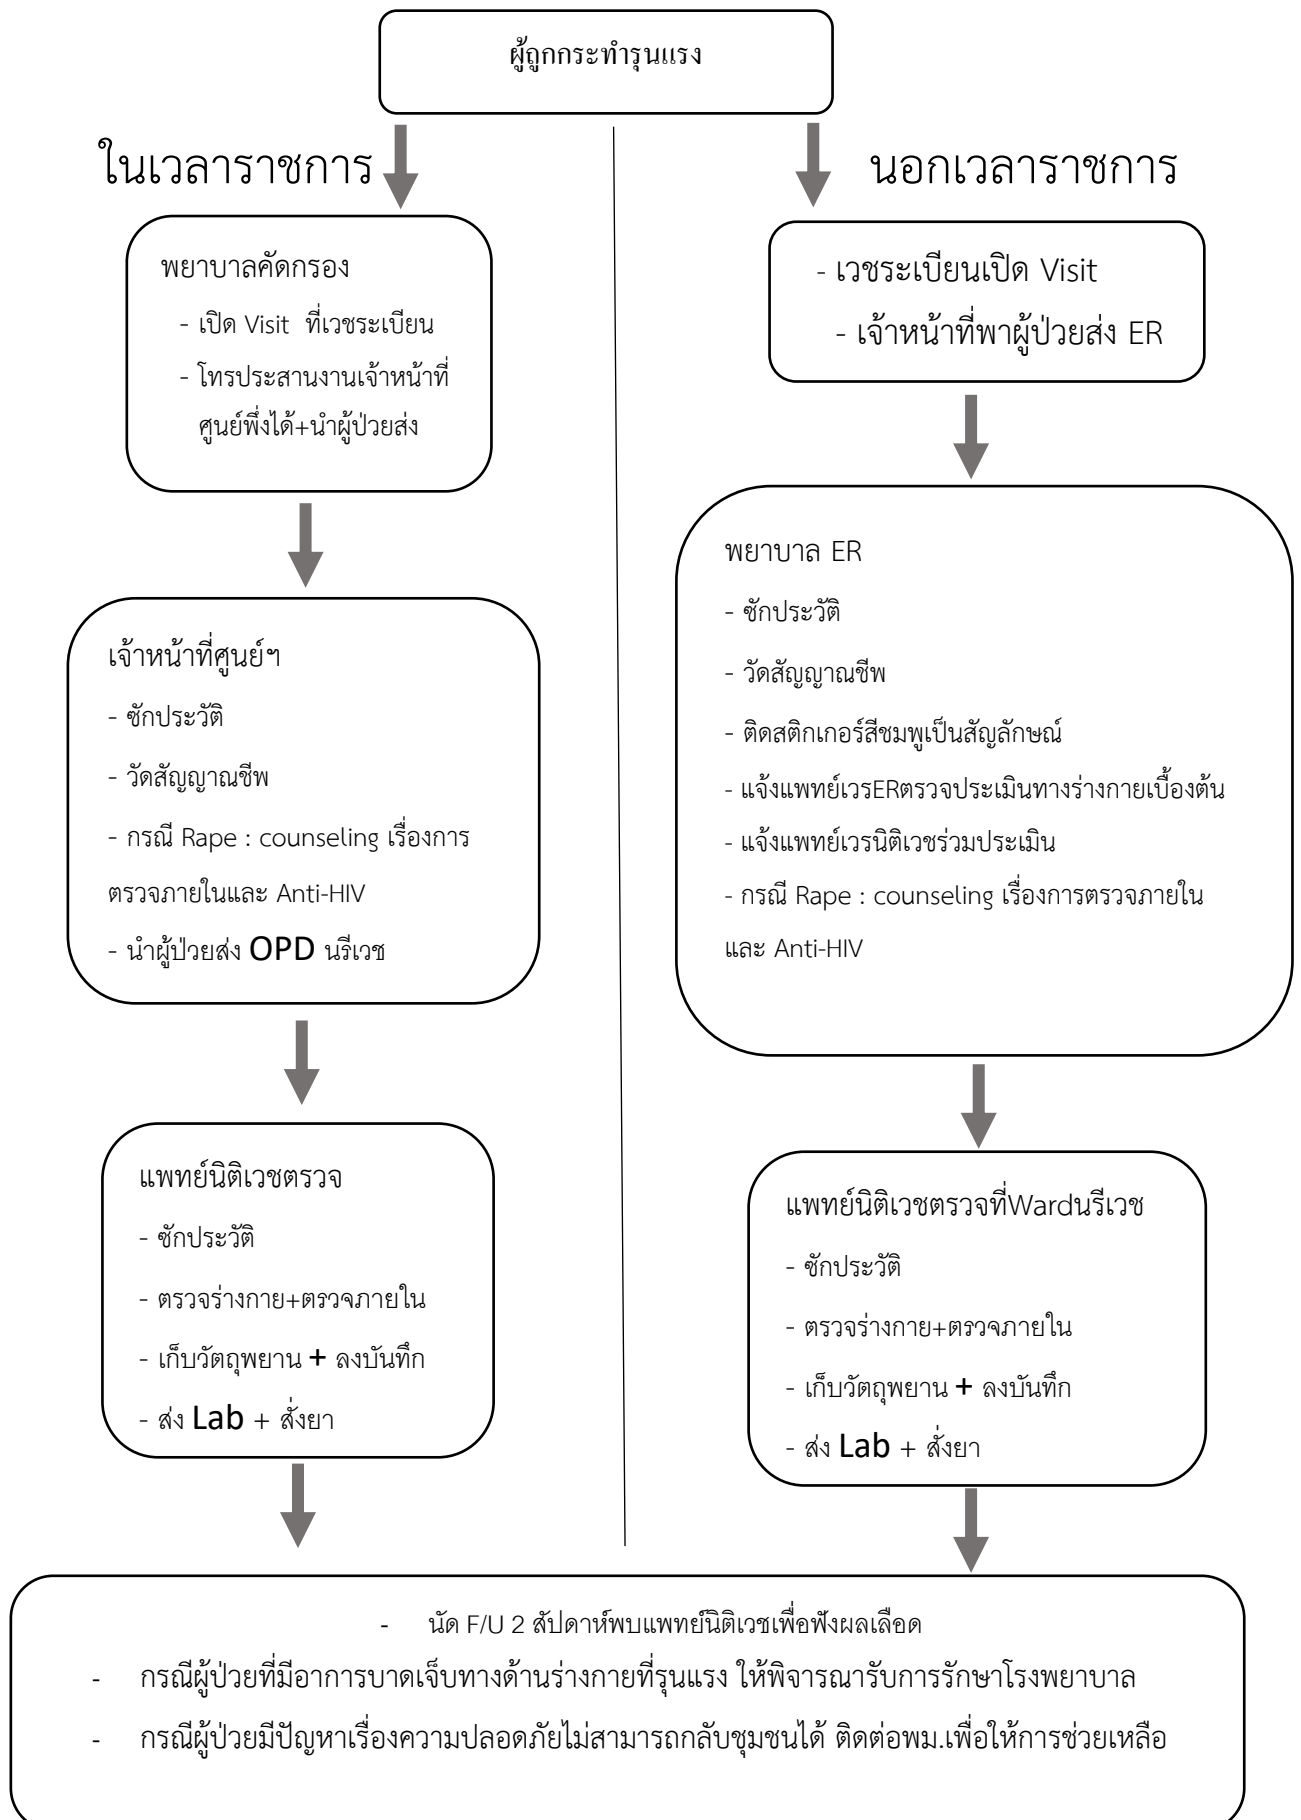 ผู้ถูกกระทำรุนแรง
ในเวลาราชการ
พยาบาลคัดกรอง
- เปิด Visit ที่เวชระเบียน
- โทรประสานงานเจ้าหน้าที่
ศูนย์พึ่งได้+นำผู้ป่วยส่ง
เจ้าหน้าที่ศูนย์ฯ
- ซักประวัติ
- วัดสัญญาณชีพ
- กรณี Rape : counseling เรื่องการ
ตรวจภายในและ Anti-HIV
- นำผู้ป่วยส่ง OPD นรีเวช
แพทย์นิติเวชตรวจ
- ซักประวัติ
- ตรวจร่างกาย+ตรวจภายใน
- เก็บวัตถุพยาน + ลงบันทึก
- ส่ง Lab + สั่งยา
นอกเวลาราชการ
- เวชระเบียนเปิด Visit
- เจ้าหน้าที่พาผู้ป่วยส่ง ER
พยาบาล ER
- ซักประวัติ
- วัดสัญญาณชีพ
- ติดสติกเกอร์สีชมพูเป็นสัญลักษณ์
- แจ้งแพทย์เวรERตรวจประเมินทางร่างกายเบื้องต้น
- แจ้งแพทย์เวรนิติเวชร่วมประเมิน
- กรณี Rape : counseling เรื่องการตรวจภายใน
และ Anti-HIV
แพทย์นิติเวชตรวจที่Wardนรีเวช
- ซักประวัติ
- ตรวจร่างกาย+ตรวจภายใน
- เก็บวัตถุพยาน + ลงบันทึก
- ส่ง Lab + สั่งยา
- นัด F/U 2 สัปดาห์พบแพทย์นิติเวชเพื่อฟังผลเลือด
- กรณีผู้ป่วยที่มีอาการบาดเจ็บทางด้านร่างกายที่รุนแรง ให้พิจารณารับการรักษาโรงพยาบาล
- กรณีผู้ป่วยมีปัญหาเรื่องความปลอดภัยไม่สามารถกลับชุมชนได้ ติดต่อพม.เพื่อให้การช่วยเหลือ